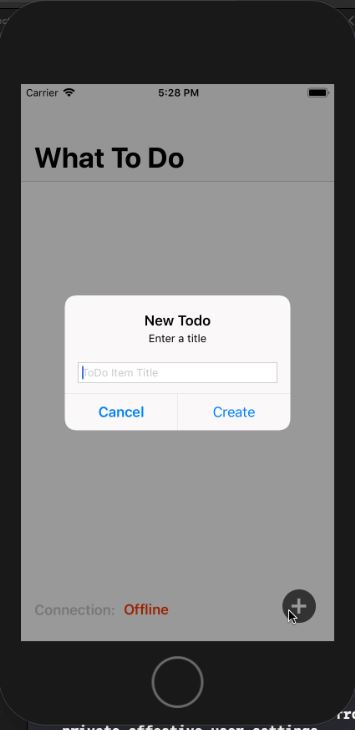 Carrier 5:28 PM
What To Do
New Todo
Enter a title
ToDo Item Title
Cancel Create
Connection: Offline
private effective user settings